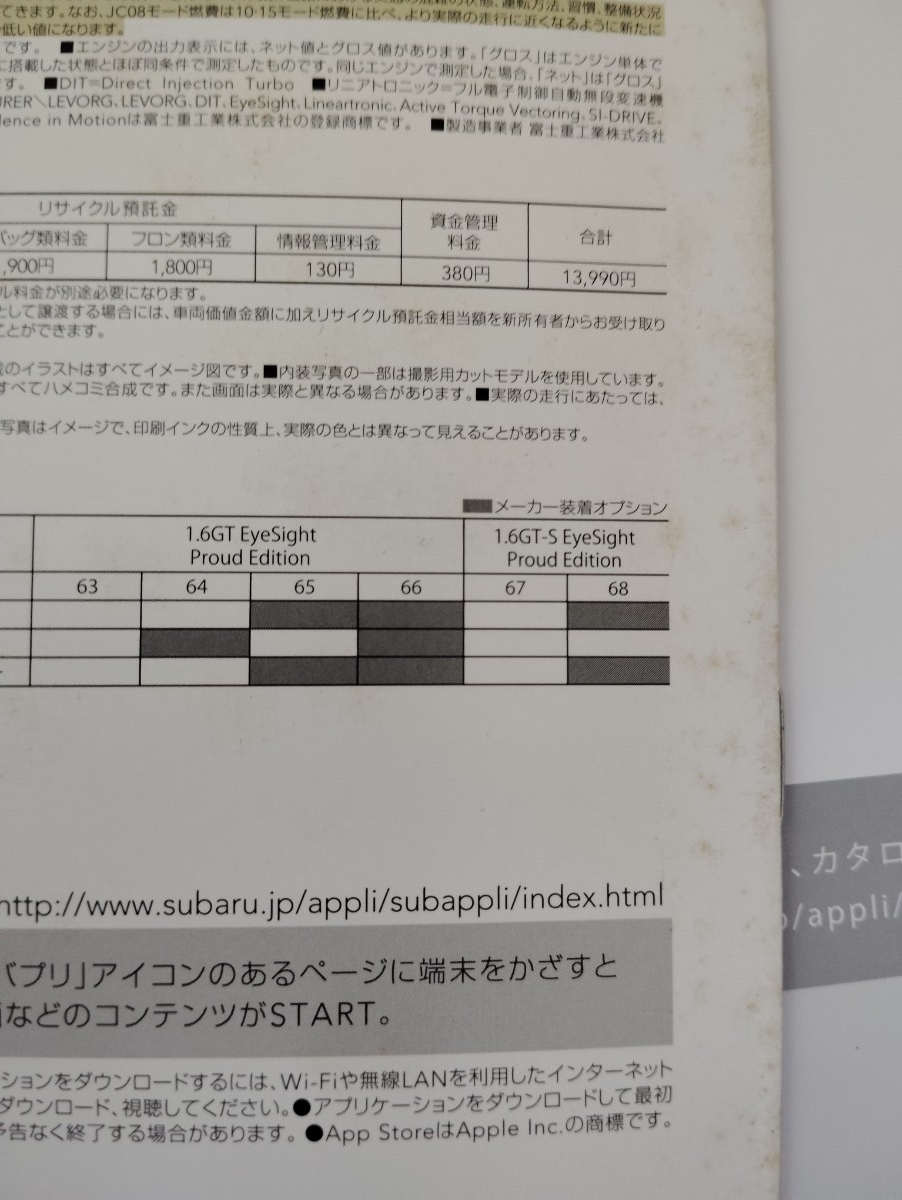 運転方法、習慣、整備状況
てきます。なお、JC08モード燃費は10・15モード燃費に比べ、より実際の走行に近くなるように新たに
低い値になります。
です。 ■エンジンの出力表示には、ネット値とグロス値があります。「グロス」はエンジン単体で
に搭載した状態とほぼ同条件で測定したものです。同じエンジンで測定した場合、「ネット」は「グロス」
ます。 ■DIT=Direct Injection Turbo ■リニアトロニック=フル電子制御自動無段変速機
URER\LEVORG、LEVORG、DIT、EyeSight、Lineartronic、Active Torque Vectoring、SI-DRIVE、
dence in Motionは富士重工業株式会社の登録商標です。 ■製造事業者 富士重工業株式会社
リサイクル預託金 資金管理料金 合計
バッグ類料金 フロン類料金 情報管理料金
,900円 1,800円 130円 380円 13,990円
ル料金が別途必要になります。
として譲渡する場合には、車両価値金額に加えリサイクル預託金相当額を新所有者からお受け取り
ことができます。
載のイラストはすべてイメージ図です。■内装写真の一部は撮影用カットモデルを使用しています。
すべてハメコミ合成です。また画面は実際と異なる場合があります。■実際の走行にあたっては、
写真はイメージで、印刷インクの性質上、実際の色とは異なって見えることがあります。
メーカー装着オプション
1.6GT EyeSight 1.6GT-S EyeSight
Proud Edition Proud Edition
63 64 65 66 67 68
http://www.subaru.jp/appli/subappli/index.html
、カタロ
p/appli/
バプリ」アイコンのあるページに端末をかざすと
などのコンテンツがSTART。
ションをダウンロードするには、Wi-Fiや無線LANを利用したインターネット
ダウンロード、視聴してください。●アプリケーションをダウンロードして最初
予告なく終了する場合があります。 ●App StoreはApple Inc.の商標です。